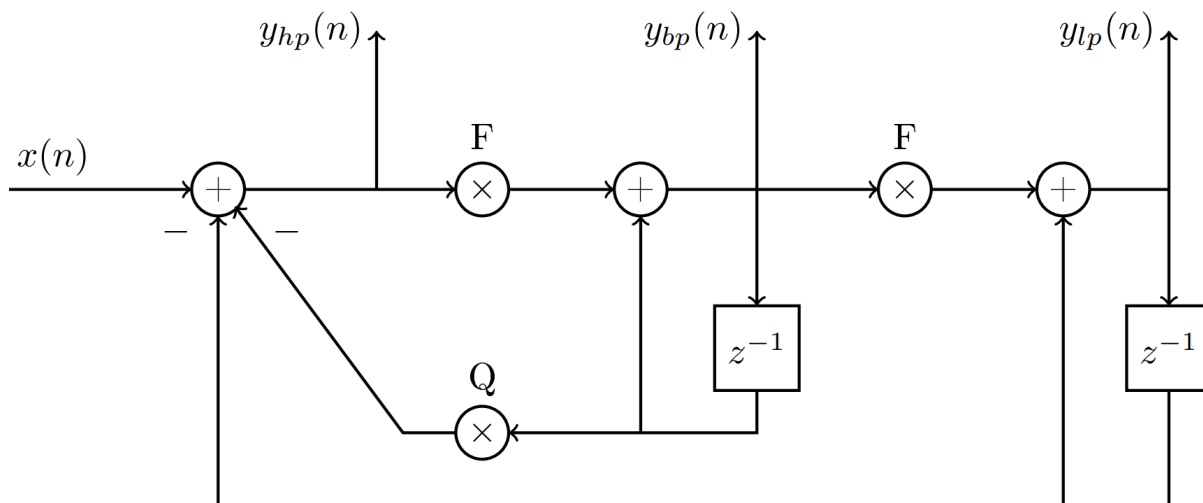 y_{hp}(n)
y_{bp}(n)
y_{lp}(n)
x(n)
F
F
+
×
+
×
+
−
−
z^{-1}
z^{-1}
Q
×